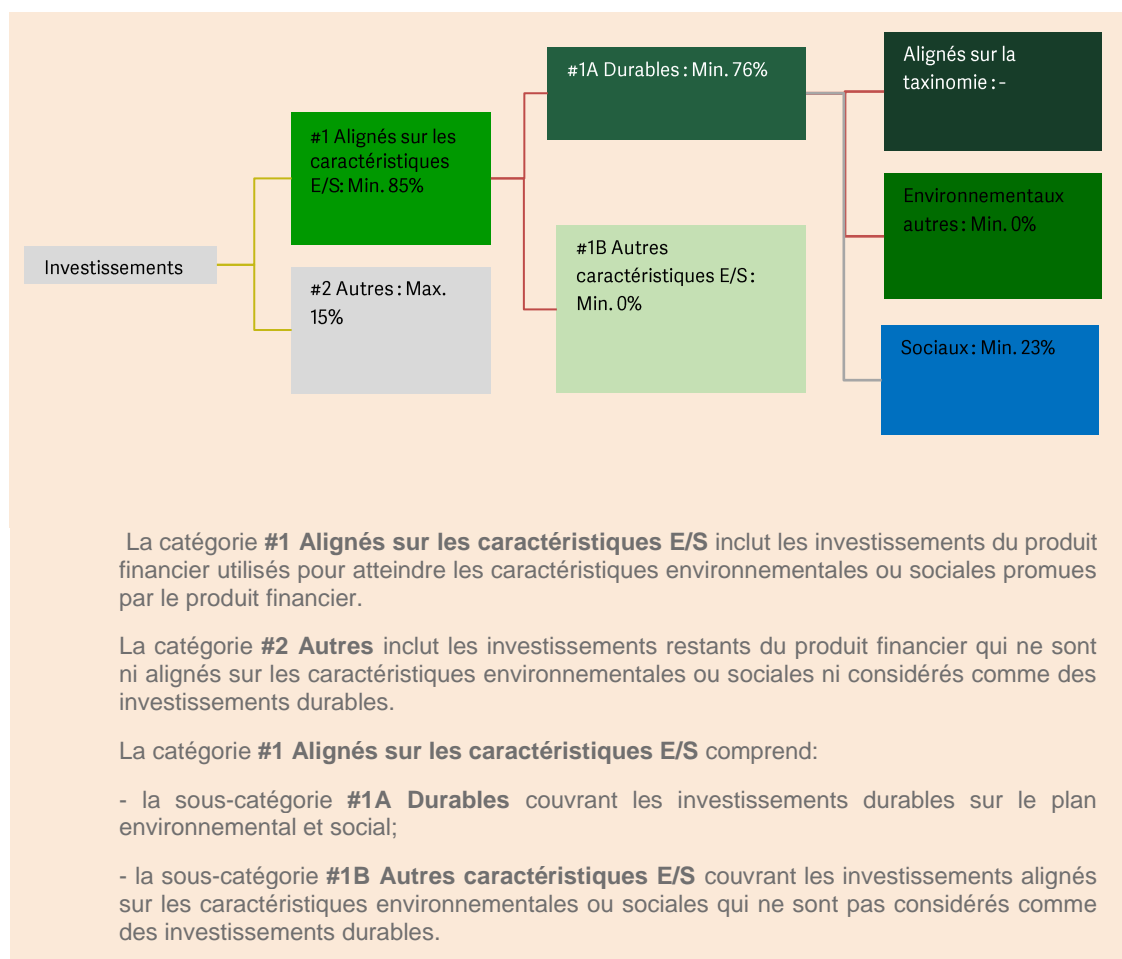 Investissements
#1 Alignés sur les
caractéristiques
E/S: Min. 85%
#2 Autres : Max.
15%
#1A Durables : Min. 76%
#1B Autres
caractéristiques E/S :
Min. 0%
Alignés sur la
taxinomie : -
Environnementaux
autres : Min. 0%
Sociaux : Min. 23%
La catégorie #1 Alignés sur les caractéristiques E/S inclut les investissements du produit
financier utilisés pour atteindre les caractéristiques environnementales ou sociales promues
par le produit financier.
La catégorie #2 Autres inclut les investissements restants du produit financier qui ne sont
ni alignés sur les caractéristiques environnementales ou sociales ni considérés comme des
investissements durables.
La catégorie #1 Alignés sur les caractéristiques E/S comprend:
- la sous-catégorie #1A Durables couvrant les investissements durables sur le plan
environnemental et social;
- la sous-catégorie #1B Autres caractéristiques E/S couvrant les investissements alignés
sur les caractéristiques environnementales ou sociales qui ne sont pas considérés comme
des investissements durables.